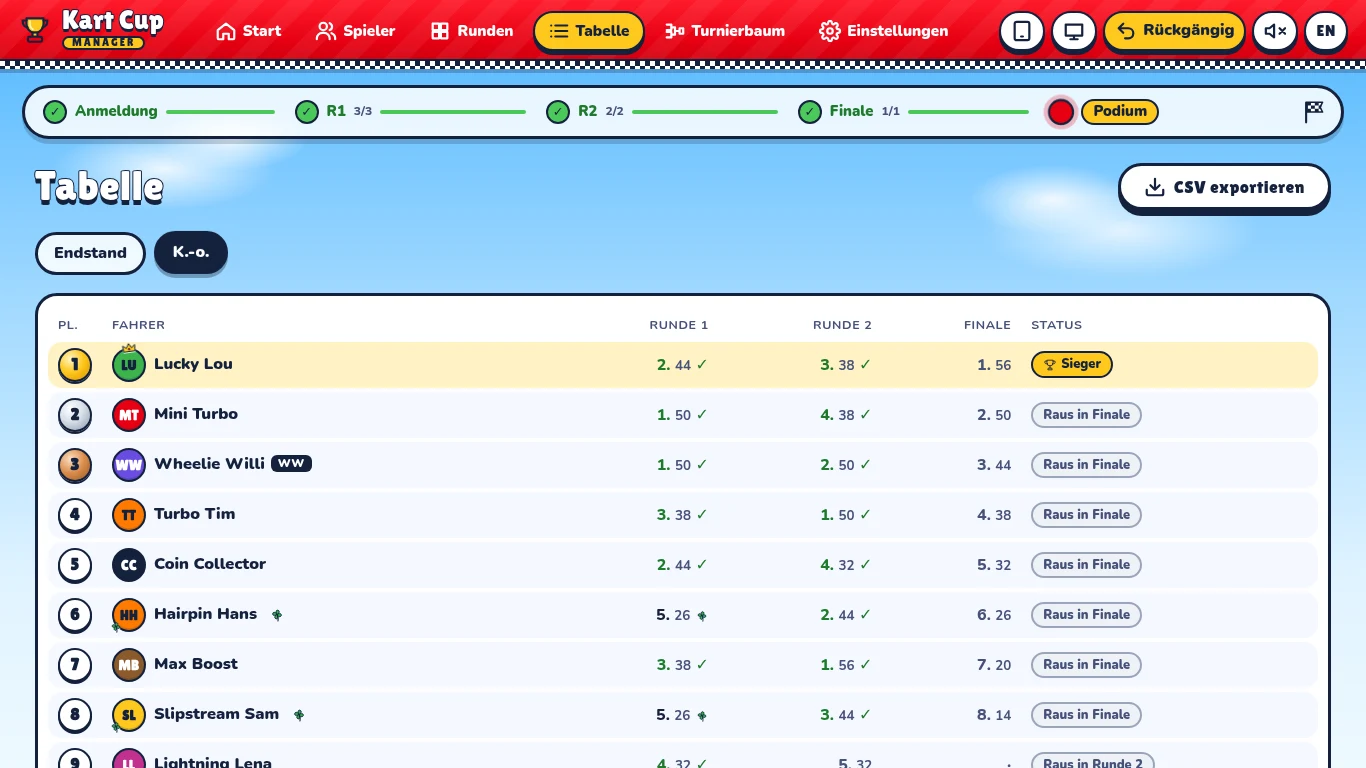 Kart Cup
MANAGER
Start
Spieler
Runden
Tabelle
Turnierbaum
Einstellungen
Rückgängig
EN
Anmeldung
R1 3/3
R2 2/2
Finale 1/1
Podium
Tabelle
CSV exportieren
Endstand
K.-o.
PL. FAHRER RUNDE 1 RUNDE 2 FINALE STATUS
1 LU Lucky Lou 2. 44 ✓ 3. 38 ✓ 1. 56 Sieger
2 MT Mini Turbo 1. 50 ✓ 4. 38 ✓ 2. 50 Raus in Finale
3 WW Wheelie Willi WW 1. 50 ✓ 2. 50 ✓ 3. 44 Raus in Finale
4 TT Turbo Tim 3. 38 ✓ 1. 50 ✓ 4. 38 Raus in Finale
5 CC Coin Collector 2. 44 ✓ 4. 32 ✓ 5. 32 Raus in Finale
6 HH Hairpin Hans 5. 26 2. 44 ✓ 6. 26 Raus in Finale
7 MB Max Boost 3. 38 ✓ 1. 56 ✓ 7. 20 Raus in Finale
8 SL Slipstream Sam 5. 26 3. 44 ✓ 8. 14 Raus in Finale
9 LL Lightning Lena 4. 32 ✓ 5. 32 · Raus in Runde 2